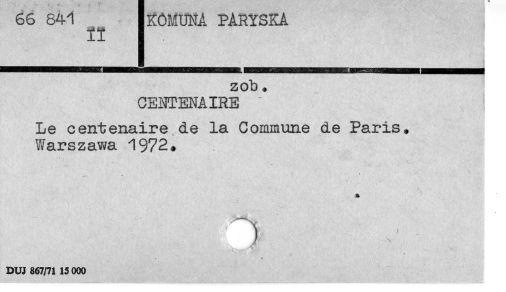 66 841
II
KOMUNA PARYSKA
zob.
CENTENAIRE
Le centenaire de la Commune de Paris.
Warszawa 1972.
DUJ 867/71 15 000